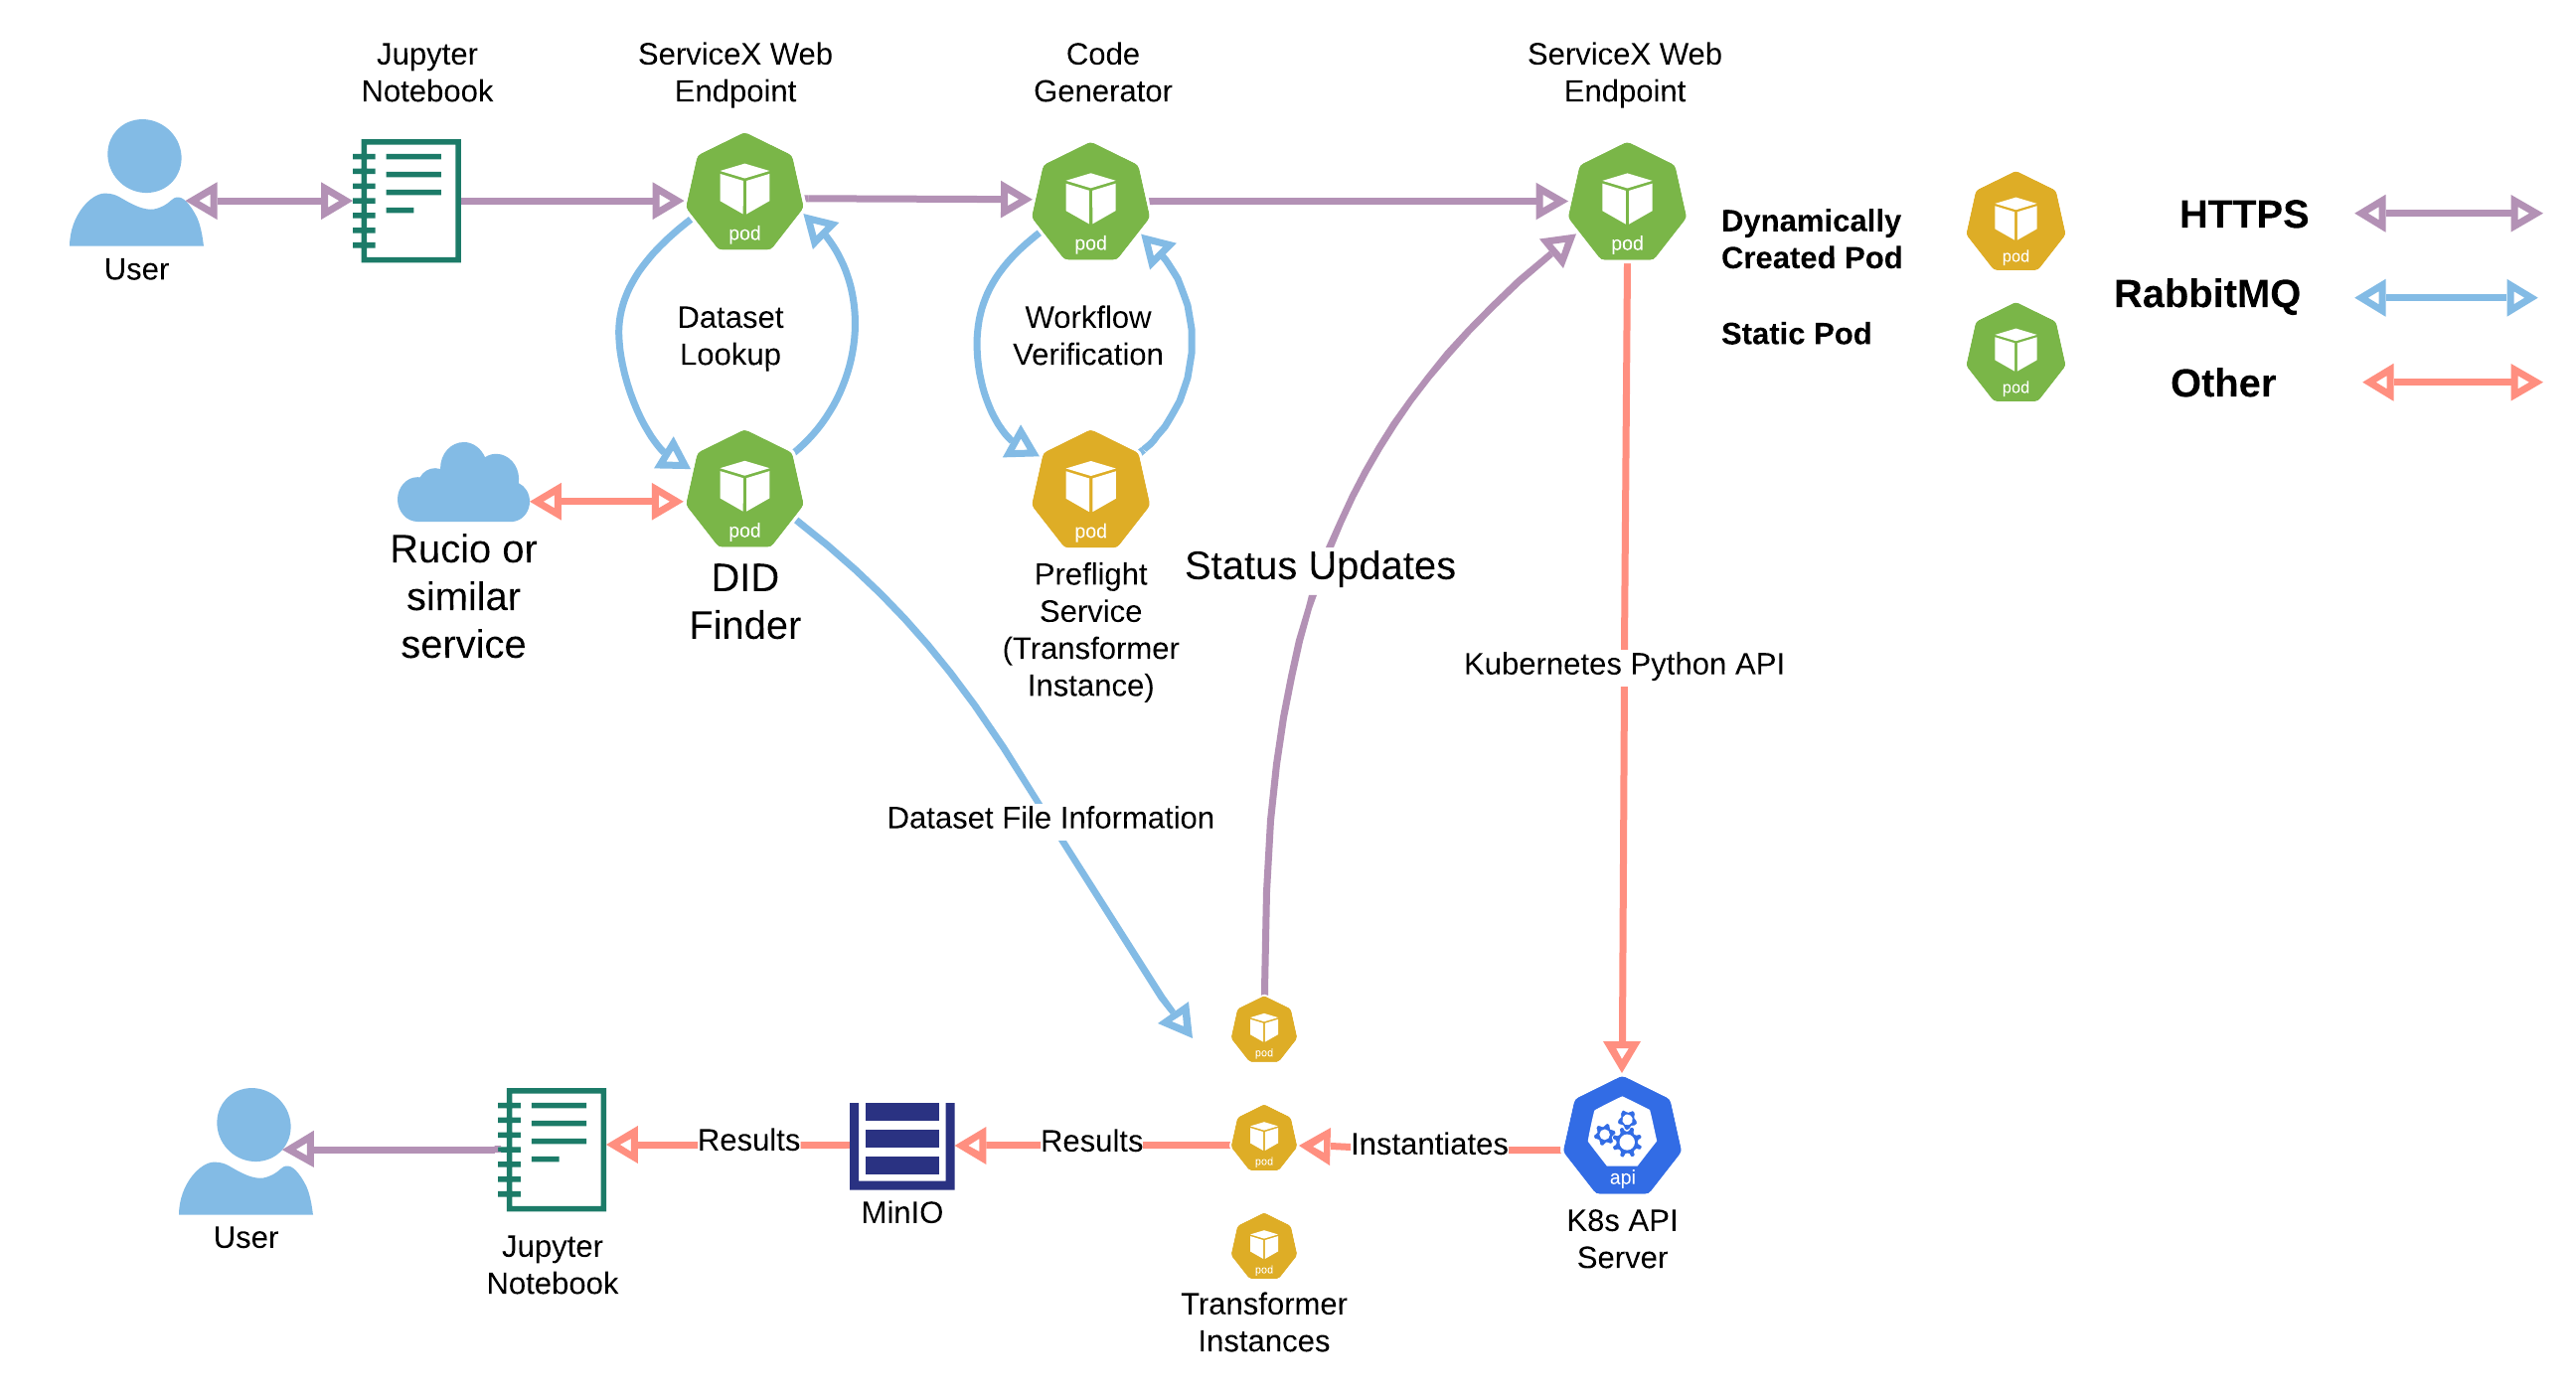 Jupyter
Notebook
ServiceX Web
Endpoint
Code
Generator
ServiceX Web
Endpoint
User
pod
pod
pod
Dynamically
Created Pod
pod
Static Pod
pod
HTTPS
RabbitMQ
Other
Dataset
Lookup
Workflow
Verification
Rucio or
similar
service
pod
DID
Finder
pod
Preflight
Service
(Transformer
Instance)
Status Updates
Kubernetes Python API
Dataset File Information
pod
User
Jupyter
Notebook
Results
MinIO
Results
pod
Instantiates
api
K8s API
Server
pod
Transformer
Instances